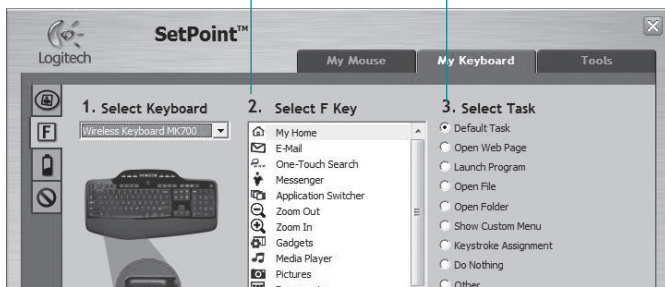 SetPoint™
Logitech
My Mouse
My Keyboard
Tools
1. Select Keyboard
Wireless Keyboard MK700
F
2. Select F Key
My Home
E-Mail
One-Touch Search
Messenger
Application Switcher
Zoom Out
Zoom In
Gadgets
Media Player
Pictures
3. Select Task
Default Task
Open Web Page
Launch Program
Open File
Open Folder
Show Custom Menu
Keystroke Assignment
Do Nothing
Other